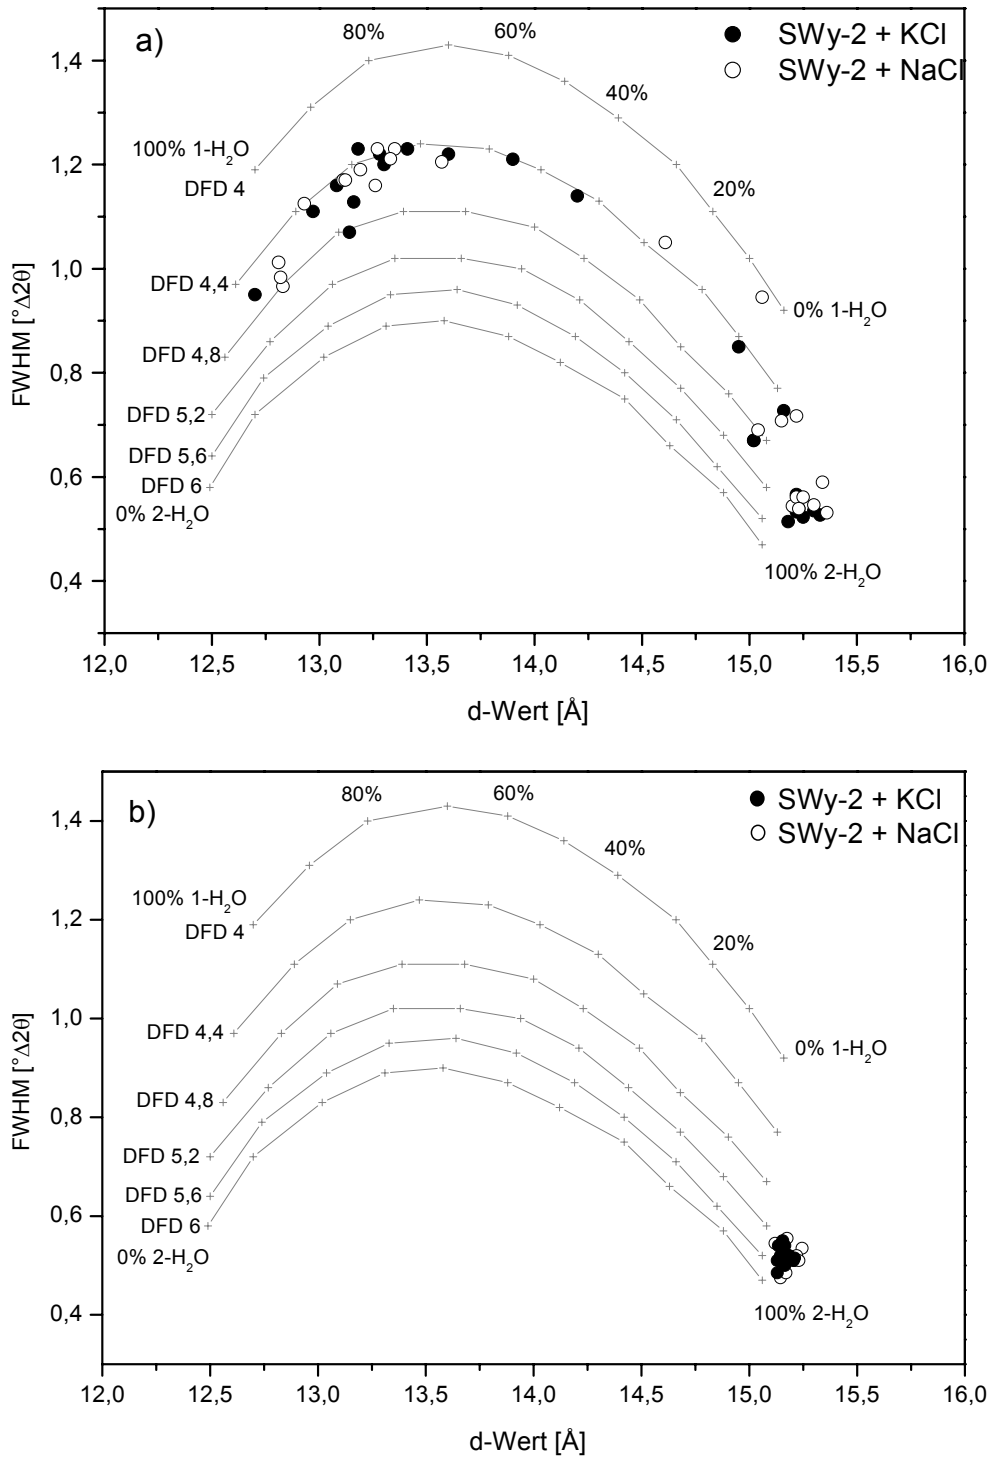 a)
80%
60%
SWy-2 + KCl
SWy-2 + NaCl
1,4
40%
100% 1-H2O
1,2
DFD 4
20%
FWHM [°Δ2θ]
1,0
DFD 4,4
0% 1-H2O
DFD 4,8
0,8
DFD 5,2
DFD 5,6
0,6
DFD 6
0% 2-H2O
100% 2-H2O
0,4
12,0 12,5 13,0 13,5 14,0 14,5 15,0 15,5 16,0
d-Wert [Å]
b)
80%
60%
SWy-2 + KCl
SWy-2 + NaCl
1,4
40%
100% 1-H2O
1,2
DFD 4
20%
FWHM [°Δ2θ]
1,0
DFD 4,4
0% 1-H2O
DFD 4,8
0,8
DFD 5,2
DFD 5,6
0,6
DFD 6
0% 2-H2O
100% 2-H2O
0,4
12,0 12,5 13,0 13,5 14,0 14,5 15,0 15,5 16,0
d-Wert [Å]